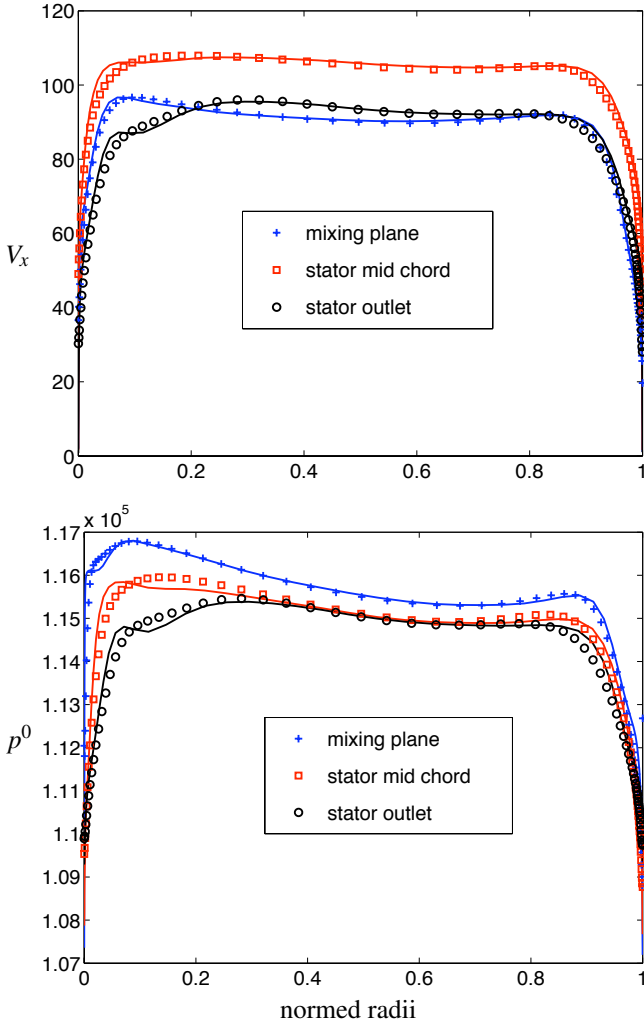 120
100
80
60
40
20
0
V_x
mixing plane
stator mid chord
stator outlet
0 0.2 0.4 0.6 0.8 1
x 10^5
1.17
1.16
1.15
1.14
1.13
1.12
1.11
1.10
1.09
1.08
1.07
p^0
mixing plane
stator mid chord
stator outlet
0 0.2 0.4 0.6 0.8 1
normed radii